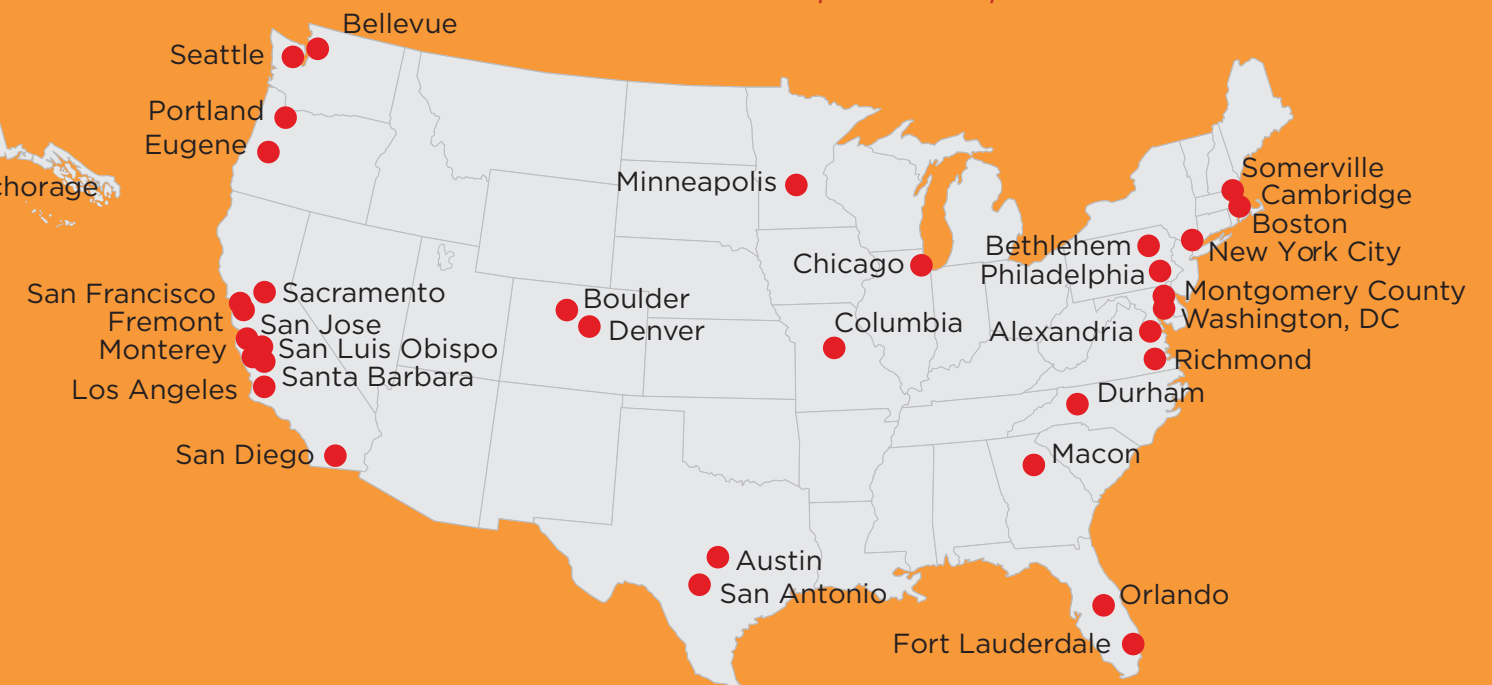 Bellevue
Seattle
Portland
Eugene
chorage
Minneapolis
Somerville
Cambridge
Boston
New York City
Bethlehem
Philadelphia
Chicago
Montgomery County
Washington, DC
Alexandria
Richmond
San Francisco
Sacramento
Fremont
San Jose
Monterey
San Luis Obispo
Santa Barbara
Los Angeles
San Diego
Boulder
Denver
Columbia
Durham
Macon
Austin
San Antonio
Orlando
Fort Lauderdale